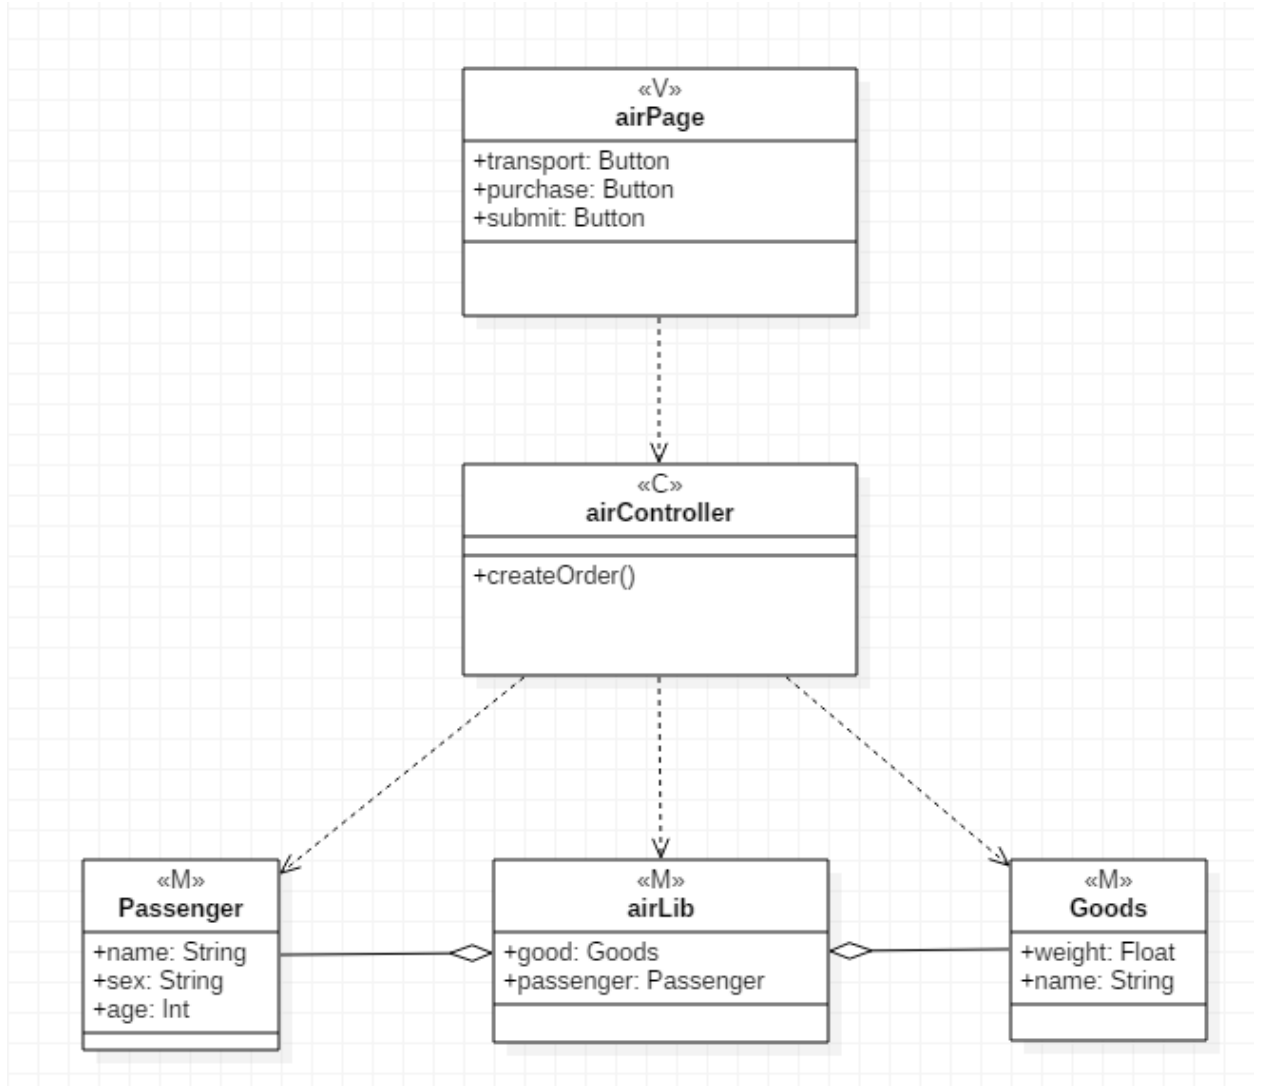 «V»
airPage
+transport: Button
+purchase: Button
+submit: Button
«C»
airController
+createOrder()
«M»
Passenger
+name: String
+sex: String
+age: Int
«M»
airLib
+good: Goods
+passenger: Passenger
«M»
Goods
+weight: Float
+name: String